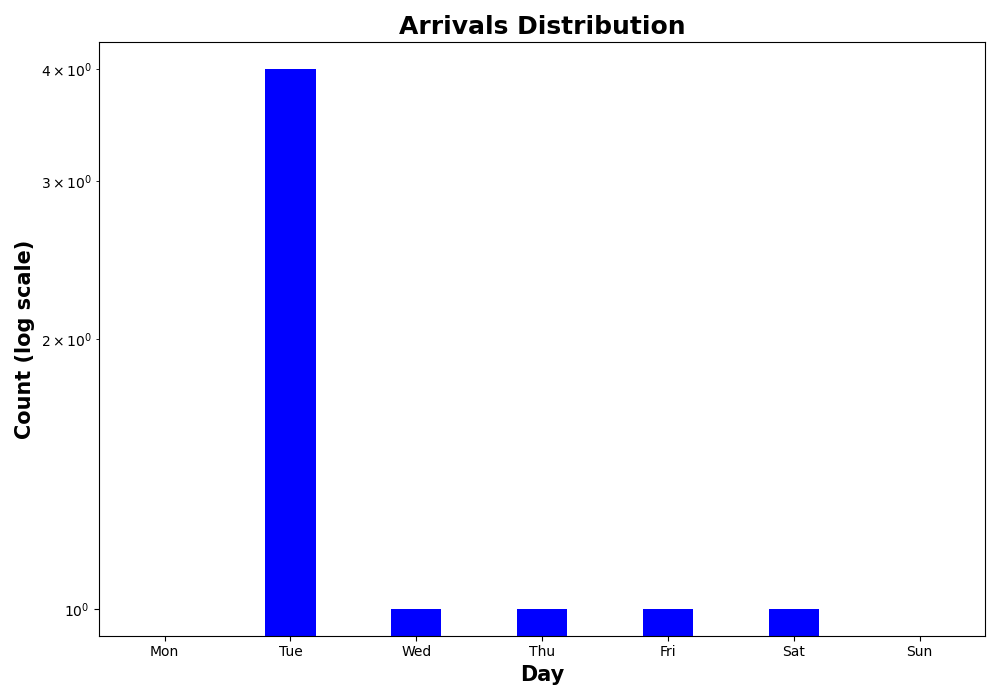 Arrivals Distribution
4 × 10⁰
3 × 10⁰
2 × 10⁰
10⁰
Count (log scale)
Mon Tue Wed Thu Fri Sat Sun
Day